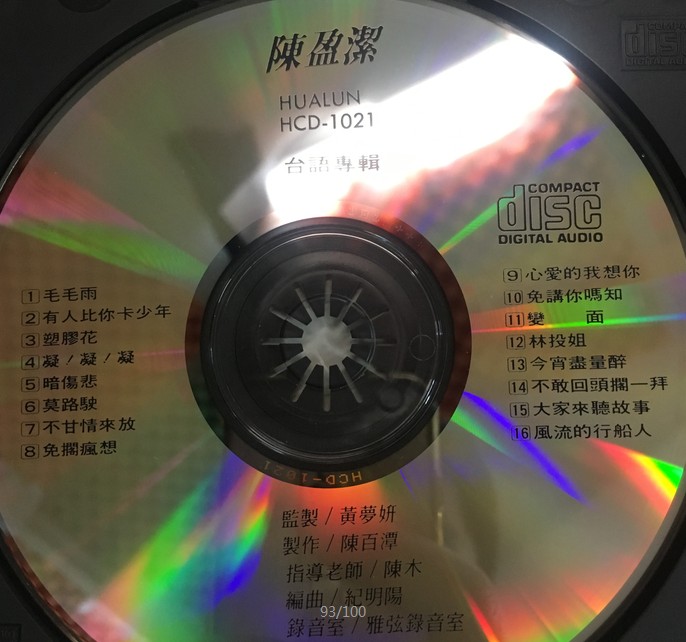 陳盈潔
HUALUN
HCD-1021
台語專輯
COMPACT
disc
DIGITAL AUDIO
1 毛毛雨
2 有人比你卡少年
3 塑膠花
4 凝!凝!凝
5 暗傷悲
6 莫路駛
7 不甘情來放
8 免擱瘋想
9 心愛的我想你
10 免講你嗎知
11 變 面
12 林投姐
13 今宵盡量醉
14 不敢回頭擱一拜
15 大家來聽故事
16 風流的行船人
HCD-1021
監製/黃夢妍
製作/陳百潭
指導老師/陳木
編曲/紀明陽
93/100
錄音室/雅弦錄音室